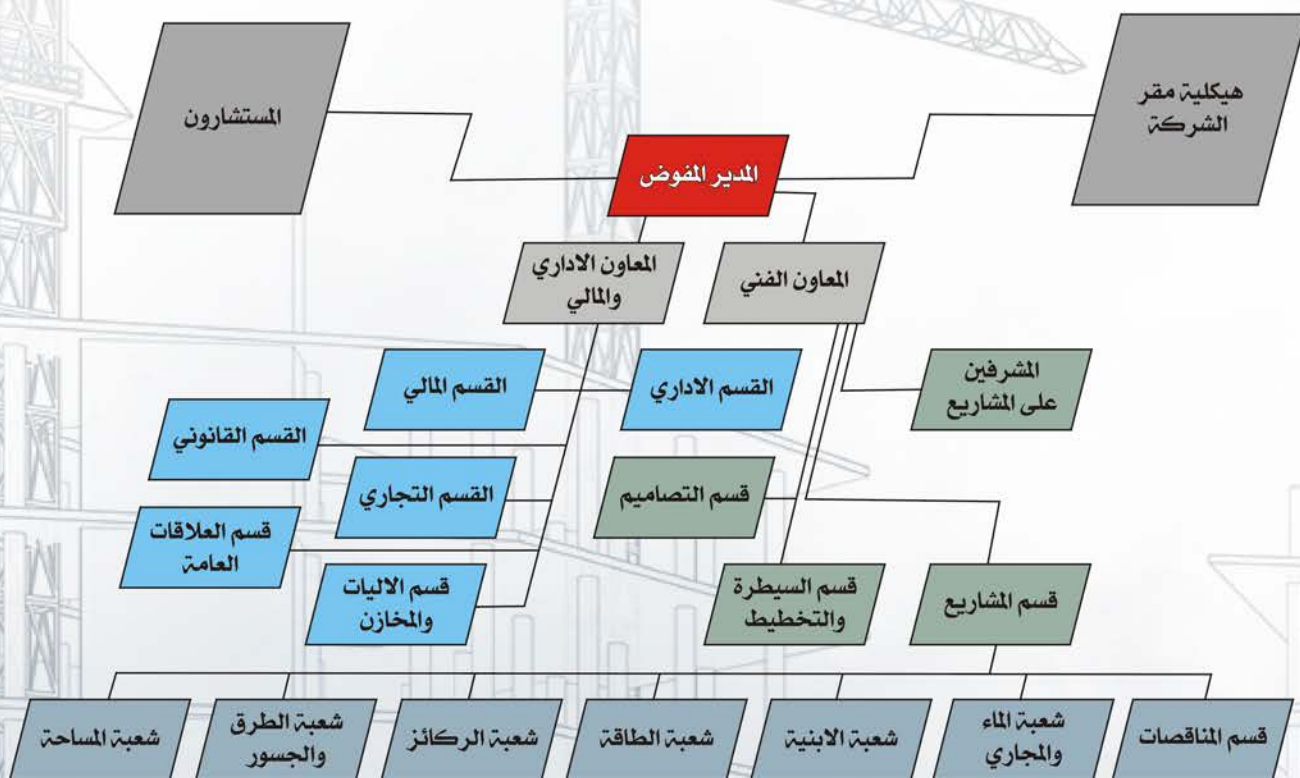 هيكلية مقر
الشركة
المستشارون
المدير المفوض
المعاون الفني
المعاون الاداري
والمالي
المشرفين
على المشاريع
القسم الاداري
القسم المالي
القسم القانوني
قسم التصاميم
القسم التجاري
قسم العلاقات
العامة
قسم المشاريع
قسم السيطرة
والتخطيط
قسم الاليات
والمخازن
قسم المناقصات
شعبة الماء
والمجاري
شعبة الابنية
شعبة الطاقة
شعبة الركائز
شعبة الطرق
والجسور
شعبة المساحة